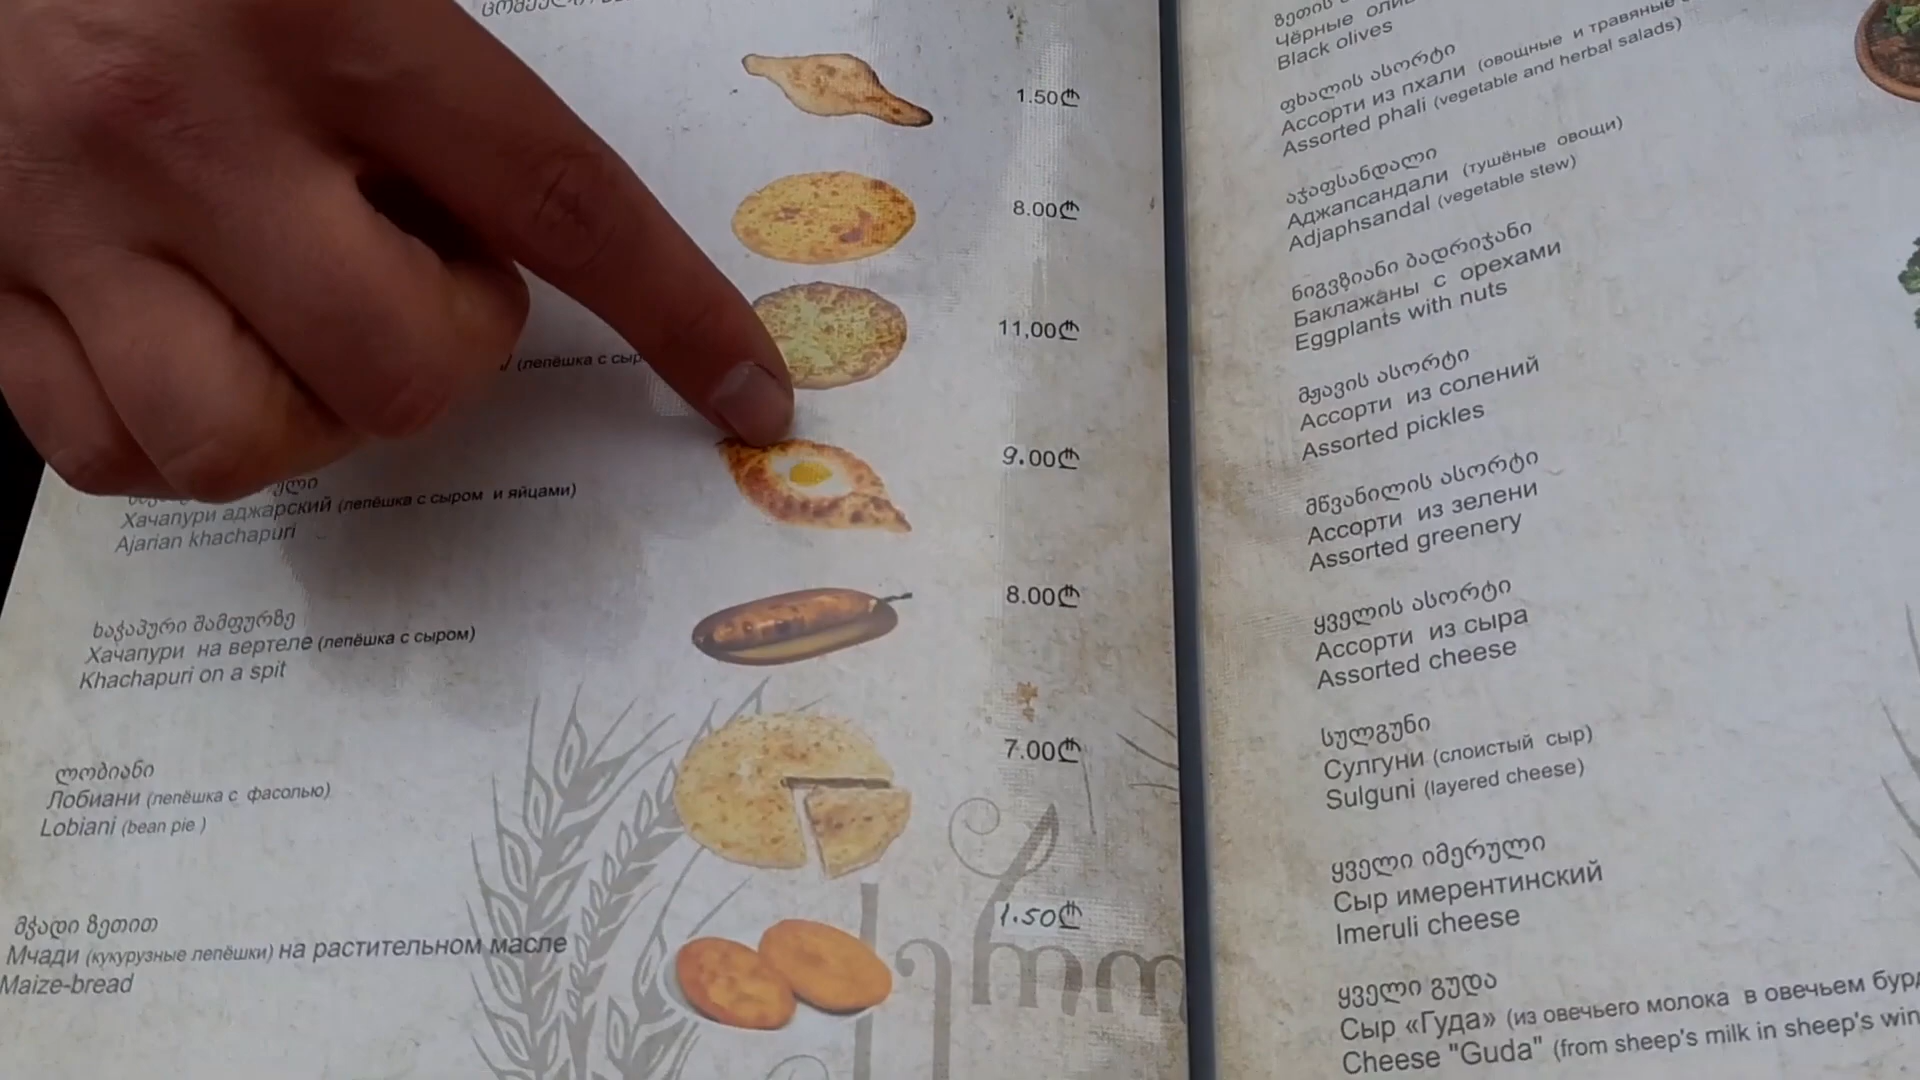 1.50₾
8.00₾
11,00₾
(лепёшка с сыр
9.00₾
Хачапури аджарский (лепёшка с сыром и яйцами)
Ajarian khachapuri
8.00₾
ხაჭაპური შამფურზე
Хачапури на вертеле (лепёшка с сыром)
Khachapuri on a spit
7.00₾
ლობიანი
Лобиани (лепёшка с фасолью)
Lobiani (bean pie )
1.50₾
მჭადი ზეთით
Мчади (кукурузные лепёшки) на растительном масле
Maize-bread
Чёрные
Black olives
ფხალის ასორტი
Ассорти из пхали (овощные и травяные
Assorted phali (vegetable and herbal salads)
აჯაფსანდალი
Аджапсандали (тушёные овощи)
Adjaphsandal (vegetable stew)
ნიგვზიანი ბადრიჯანი
Баклажаны с орехами
Eggplants with nuts
მჟავის ასორტი
Ассорти из солений
Assorted pickles
მწვანილის ასორტი
Ассорти из зелени
Assorted greenery
ყველის ასორტი
Ассорти из сыра
Assorted cheese
სულგუნი
Сулгуни (слоистый сыр)
Sulguni (layered cheese)
ყველი იმერული
Сыр имерентинский
Imeruli cheese
ყველი გუდა
Сыр «Гуда» (из овечьего молока в овечьем бурд
Cheese "Guda" (from sheep's milk in sheep's win